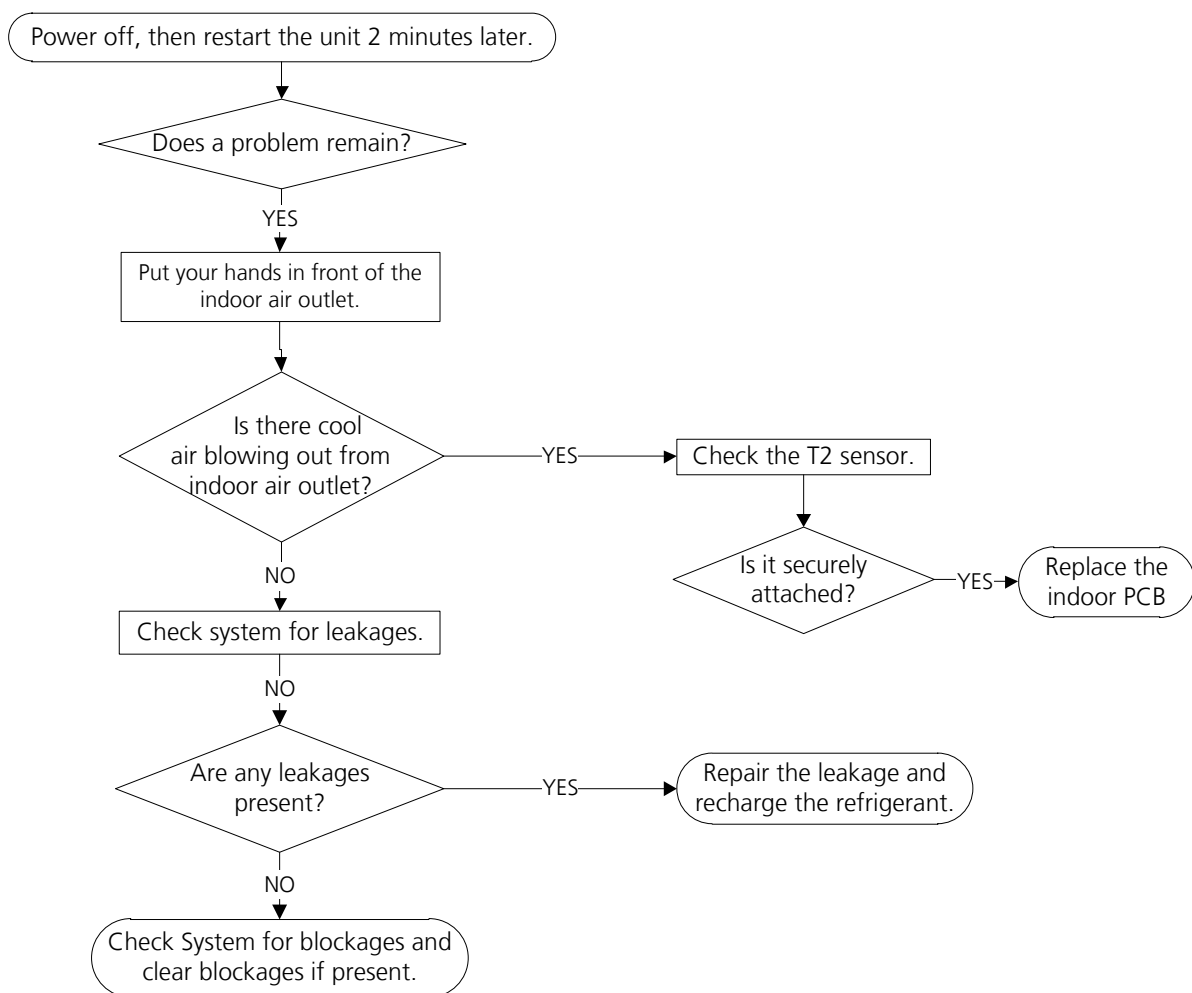 Power off, then restart the unit 2 minutes later.
Does a problem remain?
YES
Put your hands in front of the
indoor air outlet.
Is there cool
air blowing out from
indoor air outlet?
YES
Check the T2 sensor.
Is it securely
attached?
YES
Replace the
indoor PCB
NO
Check system for leakages.
NO
Are any leakages
present?
YES
Repair the leakage and
recharge the refrigerant.
NO
Check System for blockages and
clear blockages if present.